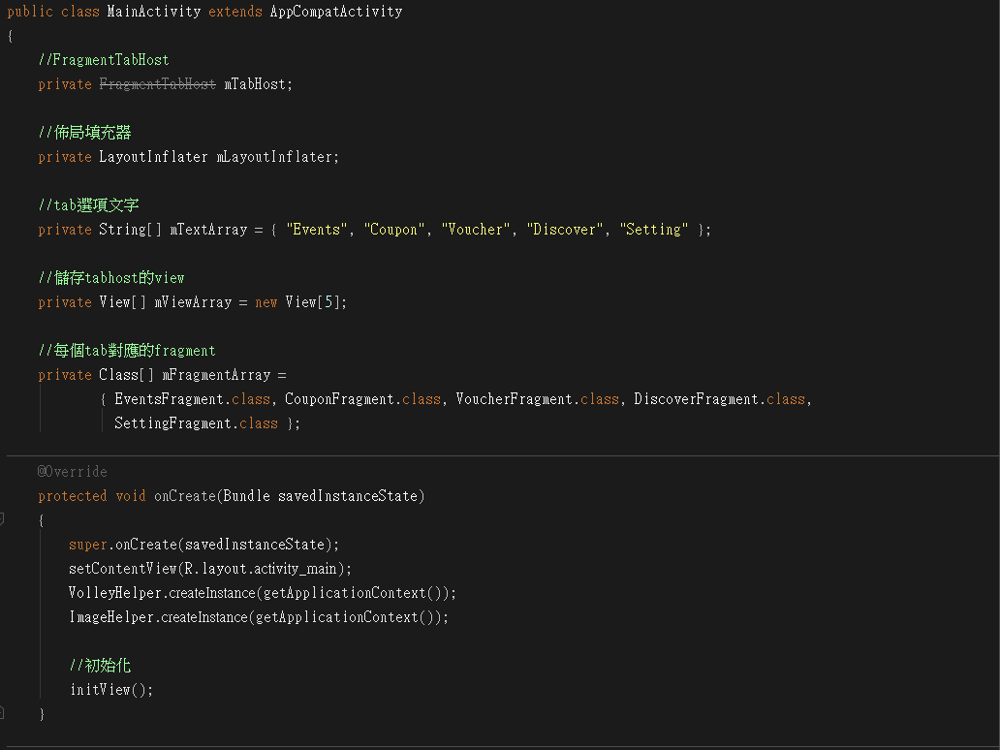 public class MainActivity extends AppCompatActivity
{
//FragmentTabHost
private FragmentTabHost mTabHost;
//佈局填充器
private LayoutInflater mLayoutInflater;
//tab選項文字
private String[] mTextArray = { "Events", "Coupon", "Voucher", "Discover", "Setting" };
//儲存tabhost的view
private View[] mViewArray = new View[5];
//每個tab對應的fragment
private Class[] mFragmentArray =
{ EventsFragment.class, CouponFragment.class, VoucherFragment.class, DiscoverFragment.class,
SettingFragment.class };
@Override
protected void onCreate(Bundle savedInstanceState)
{
super.onCreate(savedInstanceState);
setContentView(R.layout.activity_main);
VolleyHelper.createInstance(getApplicationContext());
ImageHelper.createInstance(getApplicationContext());
//初始化
initView();
}